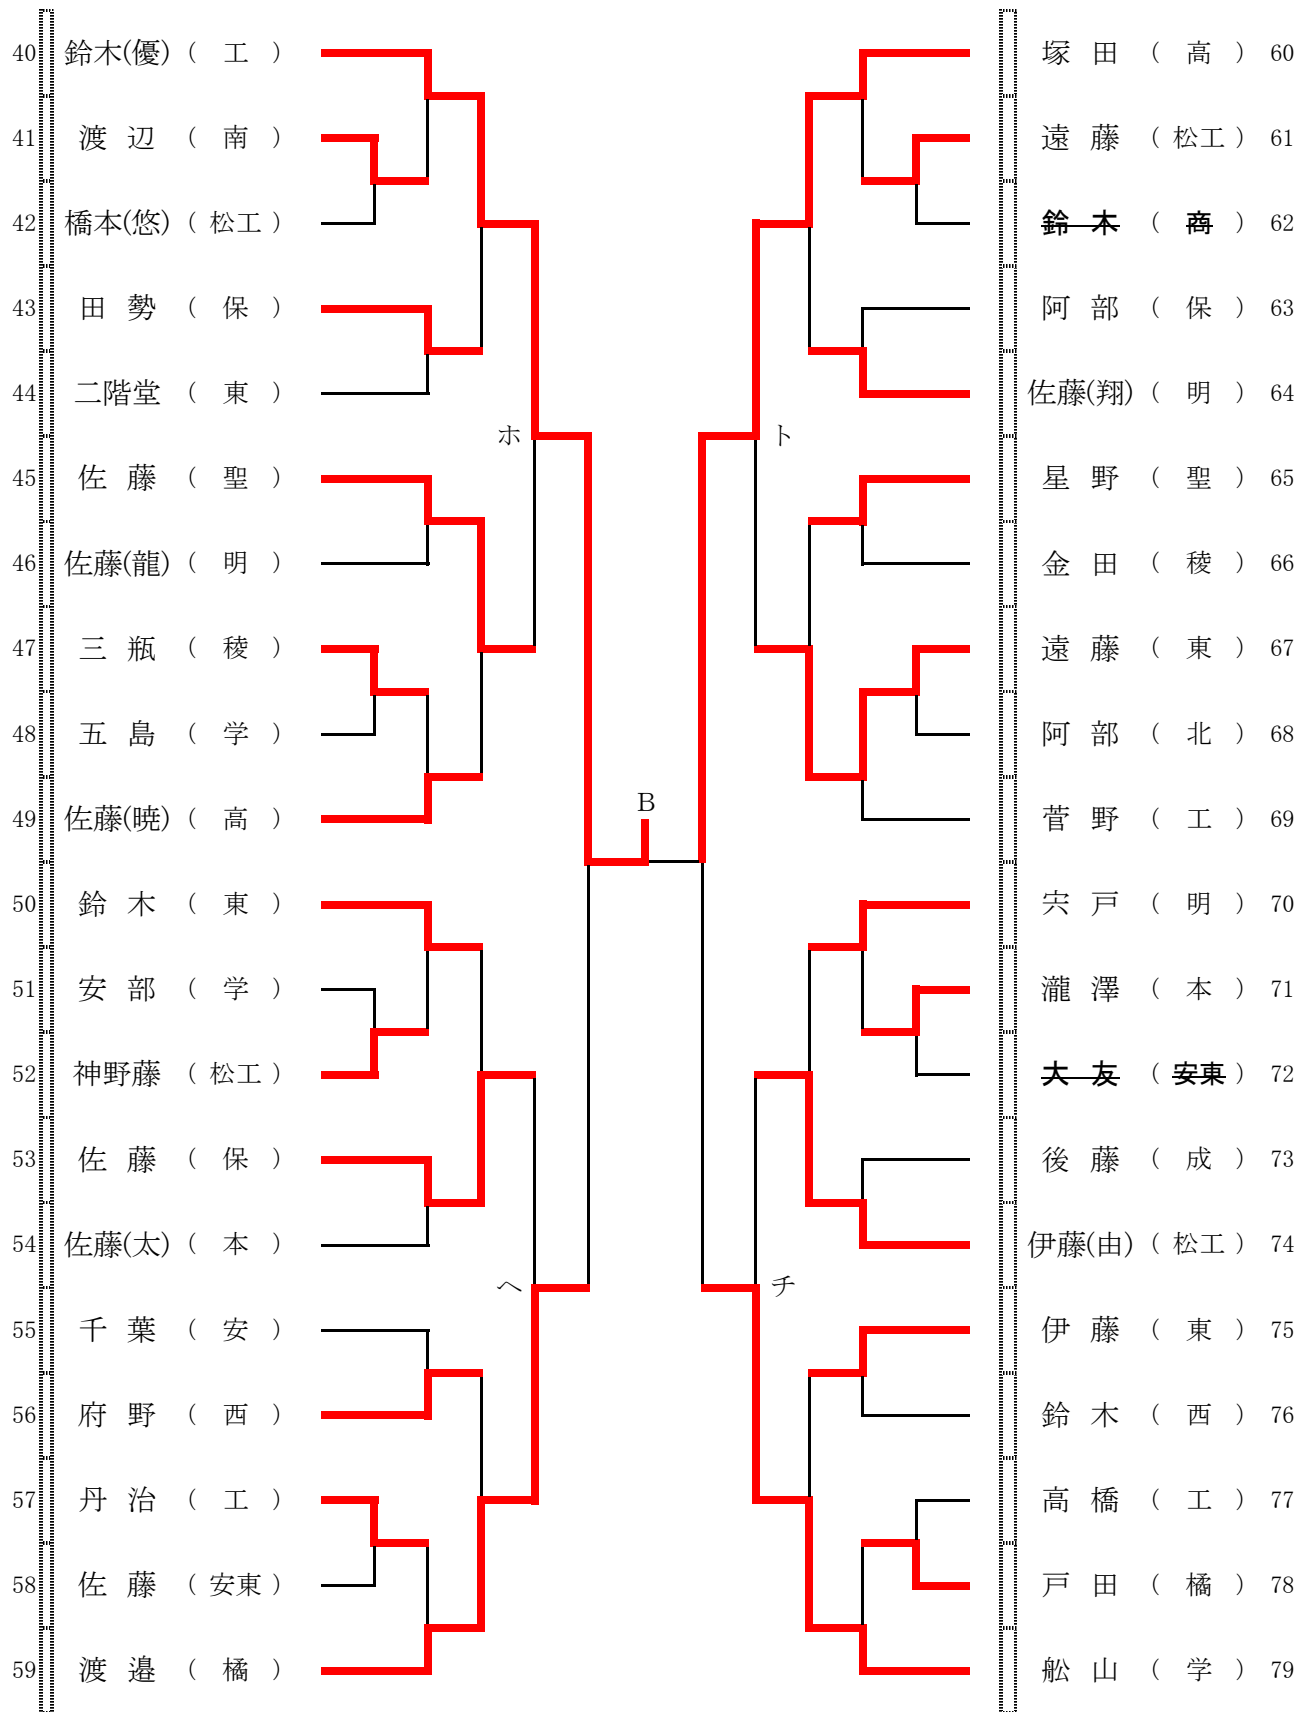 40 鈴木(優) ( 工 )
41 渡 辺 ( 南 )
42 橋本(悠) ( 松工 )
43 田 勢 ( 保 )
44 二階堂 ( 東 )
ホ
45 佐 藤 ( 聖 )
46 佐藤(龍) ( 明 )
47 三 瓶 ( 稜 )
48 五 島 ( 学 )
49 佐藤(暁) ( 高 )
50 鈴 木 ( 東 )
51 安 部 ( 学 )
52 神野藤 ( 松工 )
53 佐 藤 ( 保 )
54 佐藤(太) ( 本 )
ヘ
55 千 葉 ( 安 )
56 府 野 ( 西 )
57 丹 治 ( 工 )
58 佐 藤 ( 安東 )
59 渡 邉 ( 橘 )
B
塚 田 ( 高 ) 60
遠 藤 ( 松工 ) 61
鈴 木 ( 商 ) 62
阿 部 ( 保 ) 63
佐藤(翔) ( 明 ) 64
ト
星 野 ( 聖 ) 65
金 田 ( 稜 ) 66
遠 藤 ( 東 ) 67
阿 部 ( 北 ) 68
菅 野 ( 工 ) 69
宍 戸 ( 明 ) 70
瀧 澤 ( 本 ) 71
大 友 ( 安東 ) 72
後 藤 ( 成 ) 73
伊藤(由) ( 松工 ) 74
チ
伊 藤 ( 東 ) 75
鈴 木 ( 西 ) 76
高 橋 ( 工 ) 77
戸 田 ( 橘 ) 78
舩 山 ( 学 ) 79